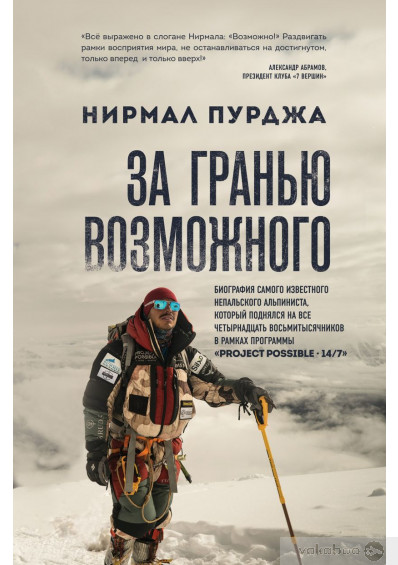 «Всё выражено в слогане Нирмала: «Возможно!» Раздвигать
рамки восприятия мира, не останавливаться на достигнутом,
только вперед и только вверх!»
АЛЕКСАНДР АБРАМОВ,
ПРЕЗИДЕНТ КЛУБА «7 ВЕРШИН»
НИРМАЛ ПУРДЖА
ЗА ГРАНЬЮ
ВОЗМОЖНОГО
БИОГРАФИЯ САМОГО ИЗВЕСТНОГО
НЕПАЛЬСКОГО АЛЬПИНИСТА,
КОТОРЫЙ ПОДНЯЛСЯ НА ВСЕ
ЧЕТЫРНАДЦАТЬ ВОСЬМИТЫСЯЧНИКОВ
В РАМКАХ ПРОГРАММЫ
«PROJECT POSSIBLE · 14/7»